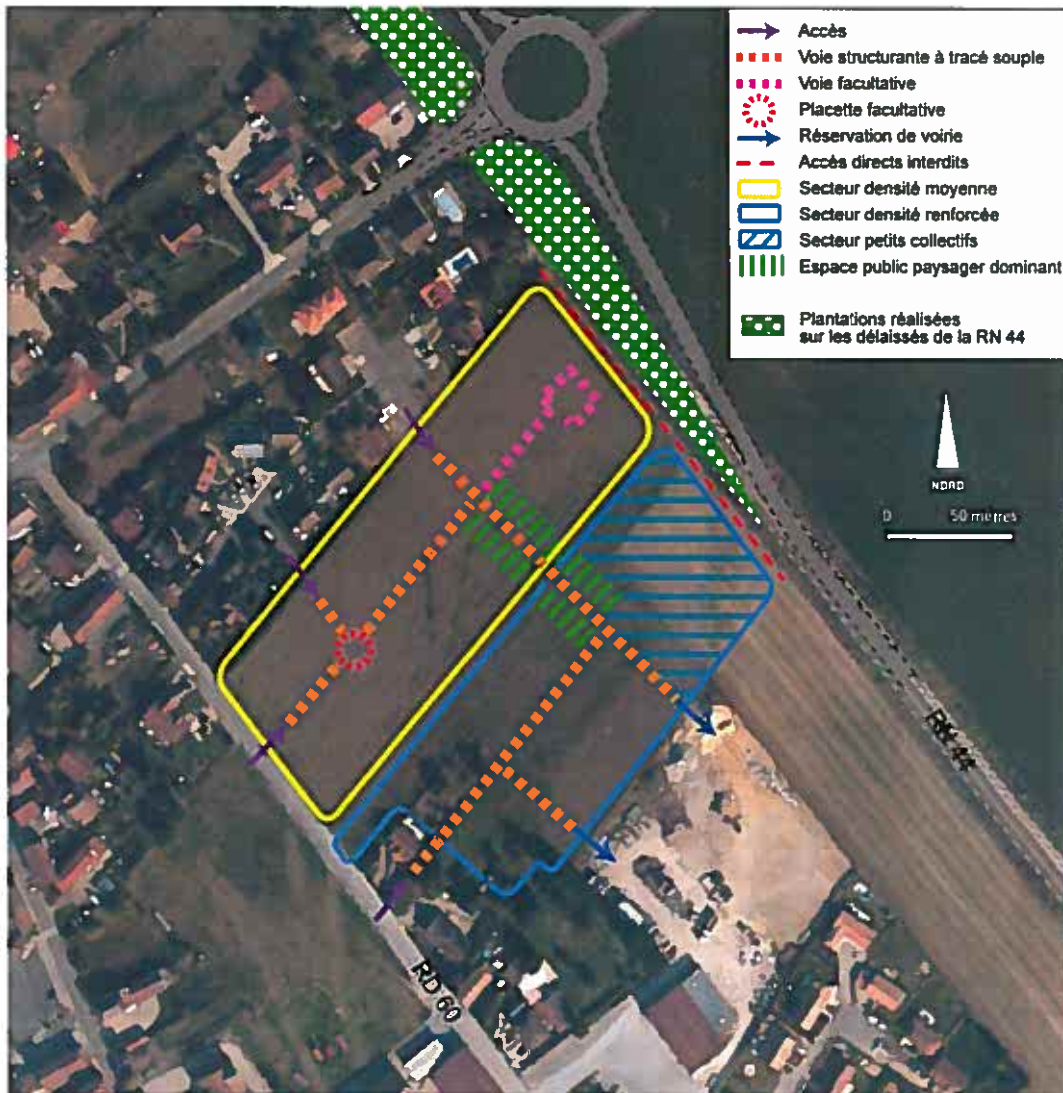 Accès
Voie structurante à tracé souple
Voie facultative
Placette facultative
Réservation de voirie
Accès directs interdits
Secteur densité moyenne
Secteur densité renforcée
Secteur petits collectifs
Espace public paysager dominant
Plantations réalisées
sur les délaissés de la RN 44
NORD
0 50 mètres
RN 44
RD 60